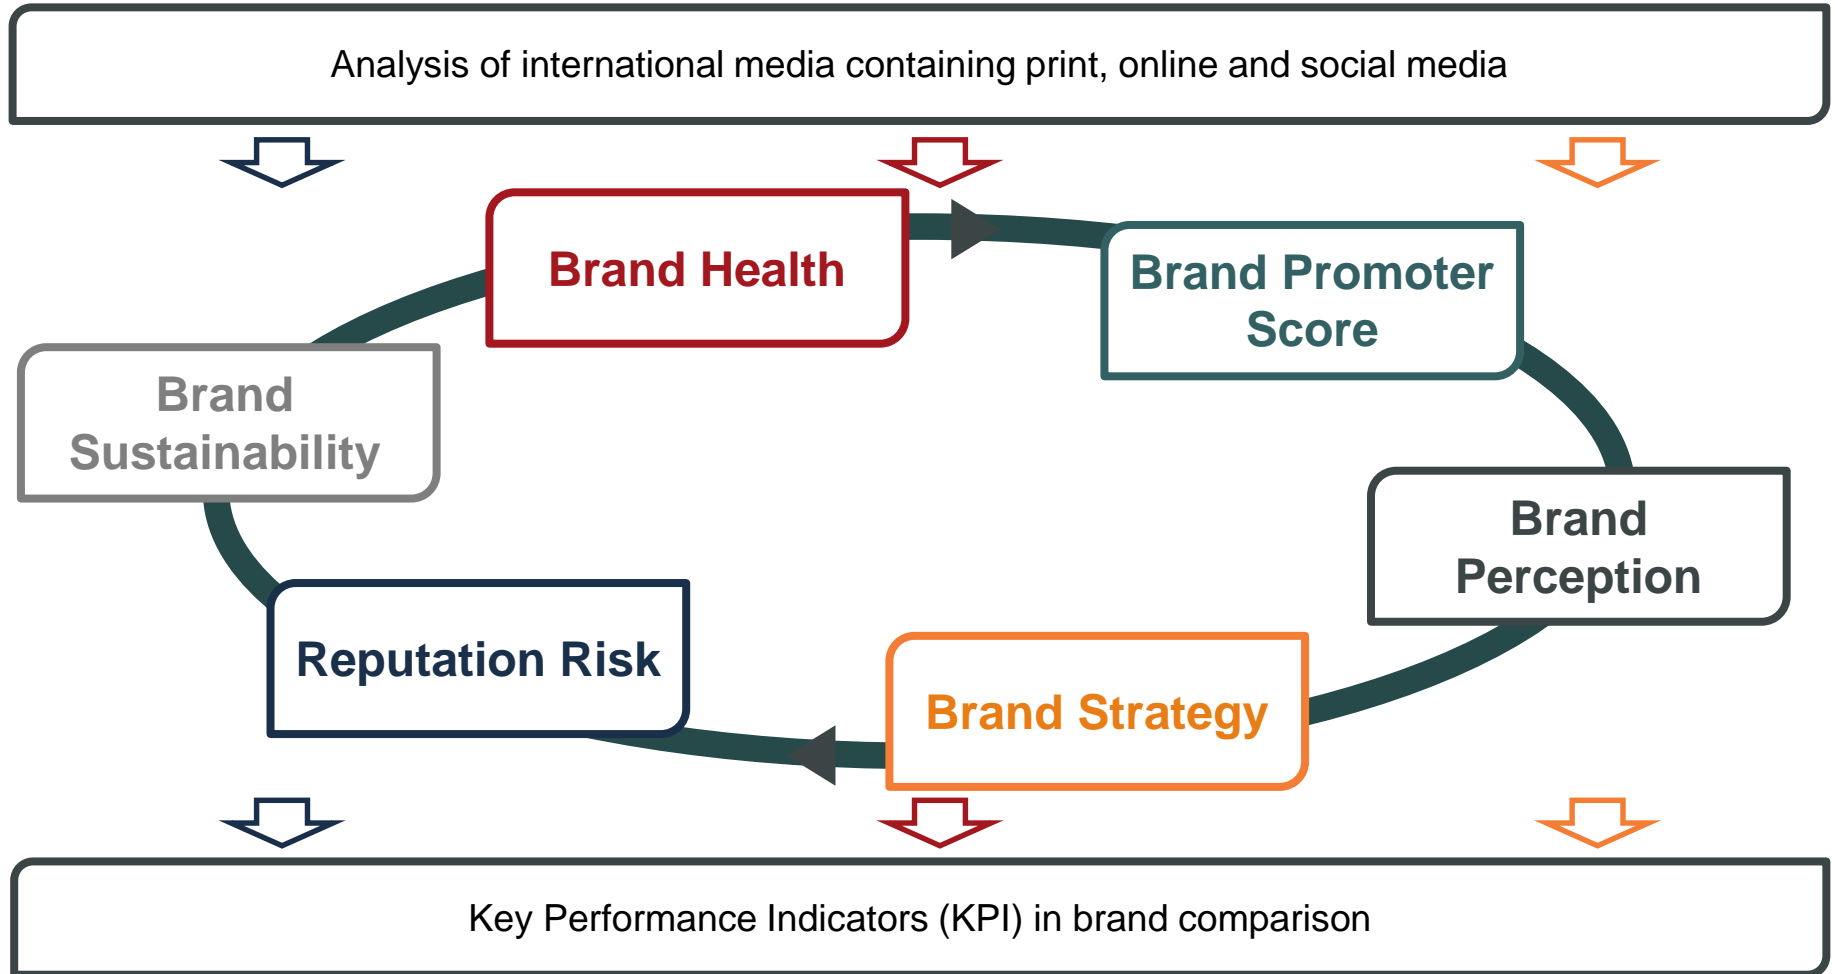 Analysis of international media containing print, online and social media
Brand Health
Brand Promoter
Score
Brand
Sustainability
Brand
Perception
Reputation Risk
Brand Strategy
Key Performance Indicators (KPI) in brand comparison